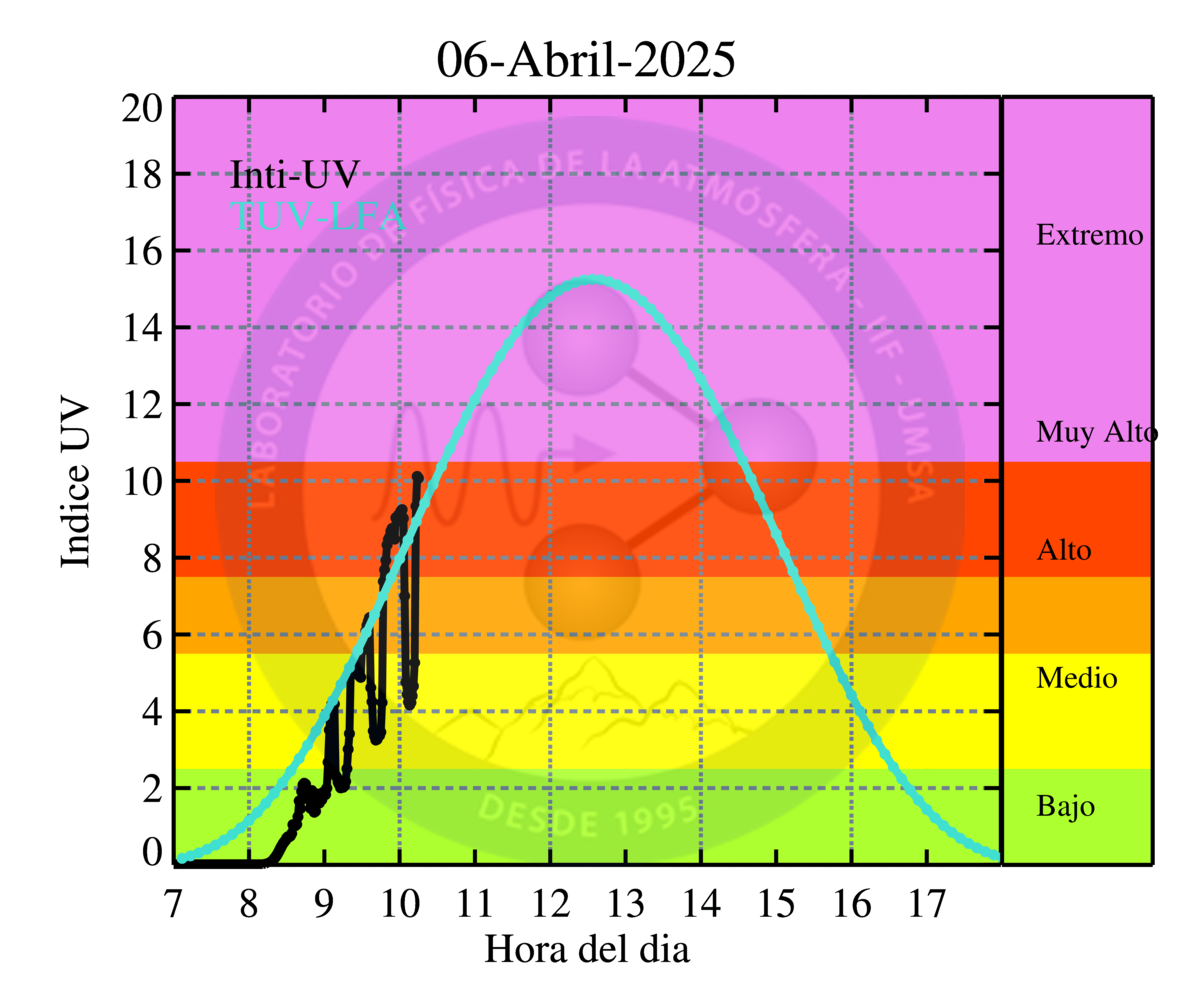 06-Abril-2025
Inti-UV
TUV-LFA
LABORATORIO DE FÍSICA DE LA ATMÓSFERA - IIF - UMSA
DESDE 1995
Indice UV
20
18
16
14
12
10
8
6
4
2
0
7 8 9 10 11 12 13 14 15 16 17
Hora del dia
Extremo
Muy Alto
Alto
Medio
Bajo